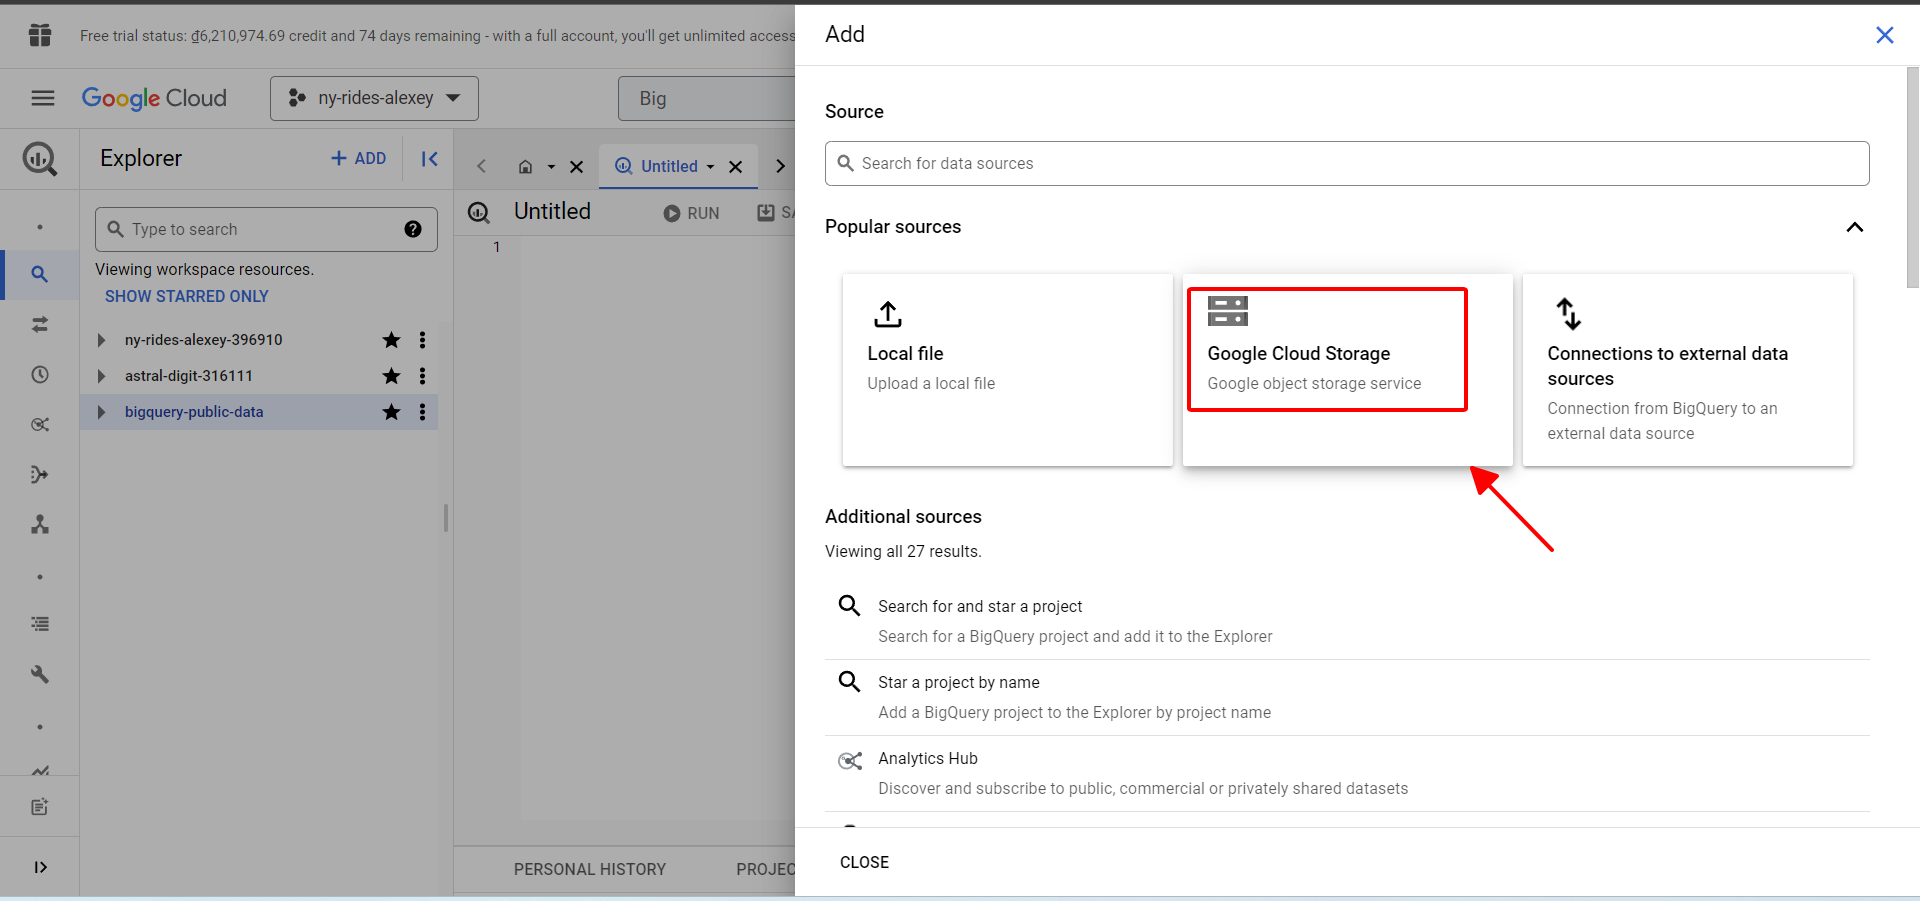 Free trial status: ₫6,210,974.69 credit and 74 days remaining - with a full account, you'll get unlimited access
Google Cloud
ny-rides-alexey
Big
Explorer
ADD
Type to search
Viewing workspace resources.
SHOW STARRED ONLY
ny-rides-alexey-396910
astral-digit-316111
bigquery-public-data
Untitled
Untitled
RUN
1
PERSONAL HISTORY
Add
Source
Search for data sources
Popular sources
Local file
Upload a local file
Google Cloud Storage
Google object storage service
Connections to external data
sources
Connection from BigQuery to an
external data source
Additional sources
Viewing all 27 results.
Search for and star a project
Search for a BigQuery project and add it to the Explorer
Star a project by name
Add a BigQuery project to the Explorer by project name
Analytics Hub
Discover and subscribe to public, commercial or privately shared datasets
CLOSE